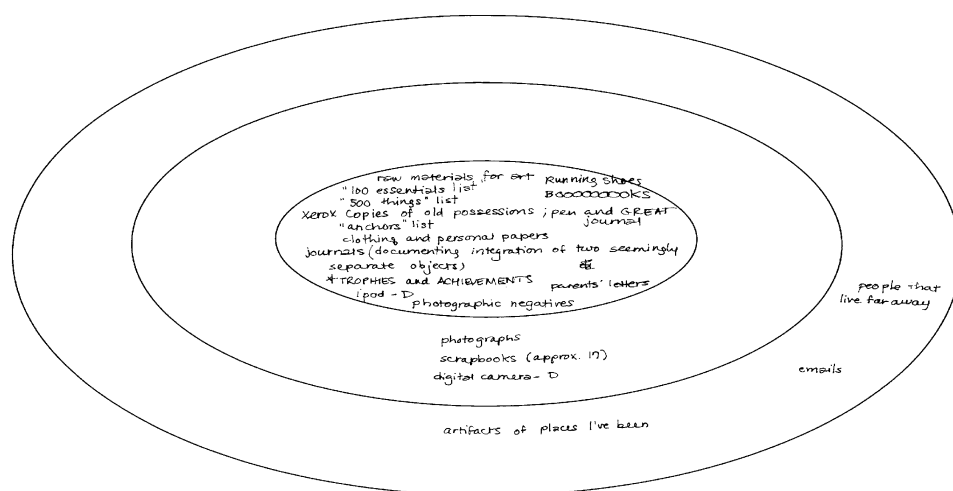 raw materials for art
Running shoes
"100 essentials list"
BOOOOOOOOKS
"500 things" list
Xerox copies of old possessions ; pen and GREAT journal
"anchors" list
clothing and personal papers
journals (documenting integration of two seemingly
separate objects)
* TROPHIES and ACHIEVEMENTS
parents' letters
ipod - D
photographic negatives
people that
live far away
photographs
scrapbooks (approx. 17)
digital camera - D
emails
artifacts of places I've been